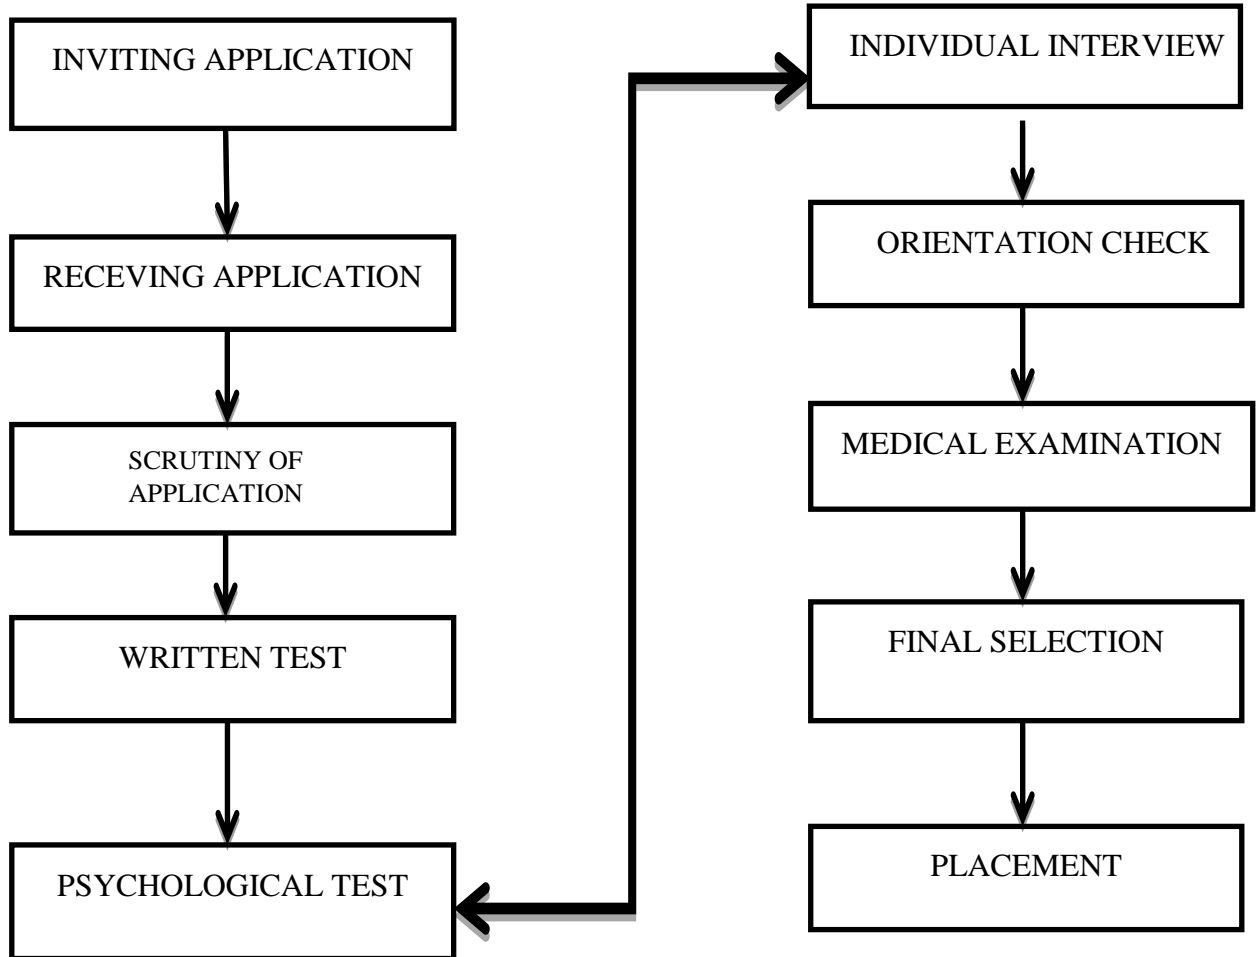 INVITING APPLICATION
RECEVING APPLICATION
SCRUTINY OF
APPLICATION
WRITTEN TEST
PSYCHOLOGICAL TEST
INDIVIDUAL INTERVIEW
ORIENTATION CHECK
MEDICAL EXAMINATION
FINAL SELECTION
PLACEMENT